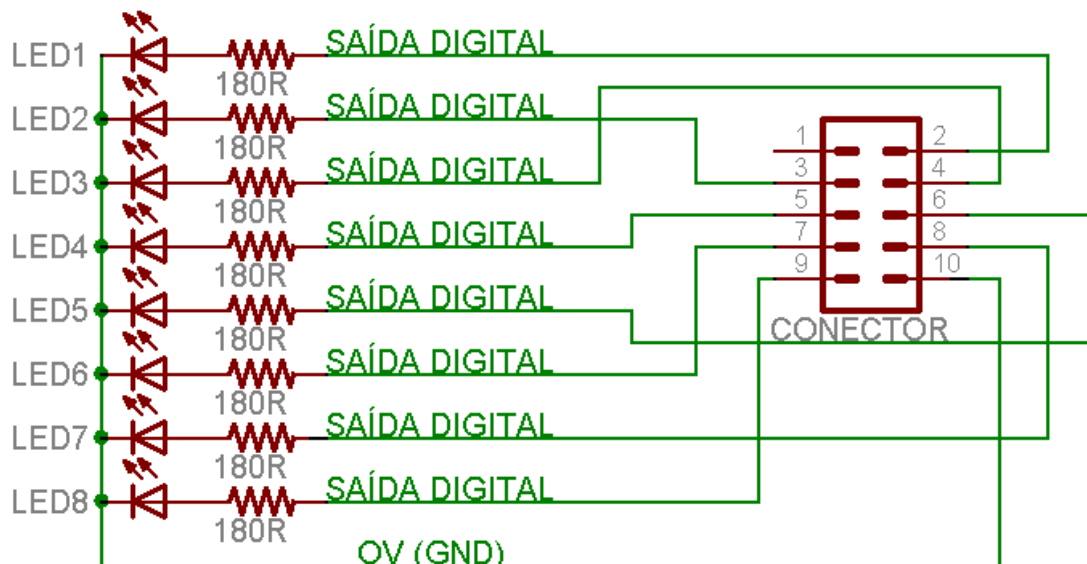 LED1 SAÍDA DIGITAL
180R
LED2 SAÍDA DIGITAL
180R
LED3 SAÍDA DIGITAL
180R
LED4 SAÍDA DIGITAL
180R
LED5 SAÍDA DIGITAL
180R
LED6 SAÍDA DIGITAL
180R
LED7 SAÍDA DIGITAL
180R
LED8 SAÍDA DIGITAL
180R
OV (GND)
1 2
3 4
5 6
7 8
9 10
CONECTOR